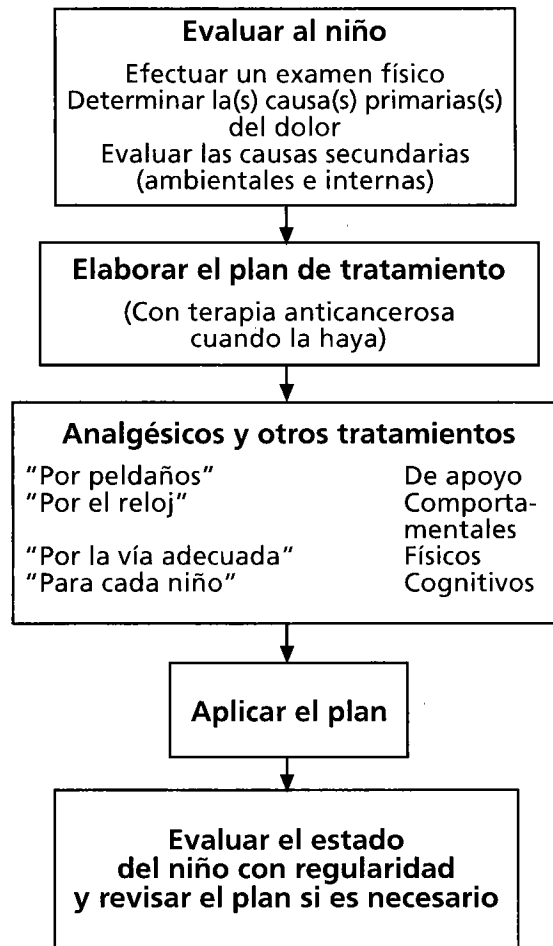 Evaluar al niño
Efectuar un examen físico
Determinar la(s) causa(s) primarias(s)
del dolor
Evaluar las causas secundarias
(ambientales e internas)
Elaborar el plan de tratamiento
(Con terapia anticancerosa
cuando la haya)
Analgésicos y otros tratamientos
"Por peldaños" De apoyo
"Por el reloj" Comporta-
mentales
"Por la vía adecuada" Físicos
"Para cada niño" Cognitivos
Aplicar el plan
Evaluar el estado
del niño con regularidad
y revisar el plan si es necesario